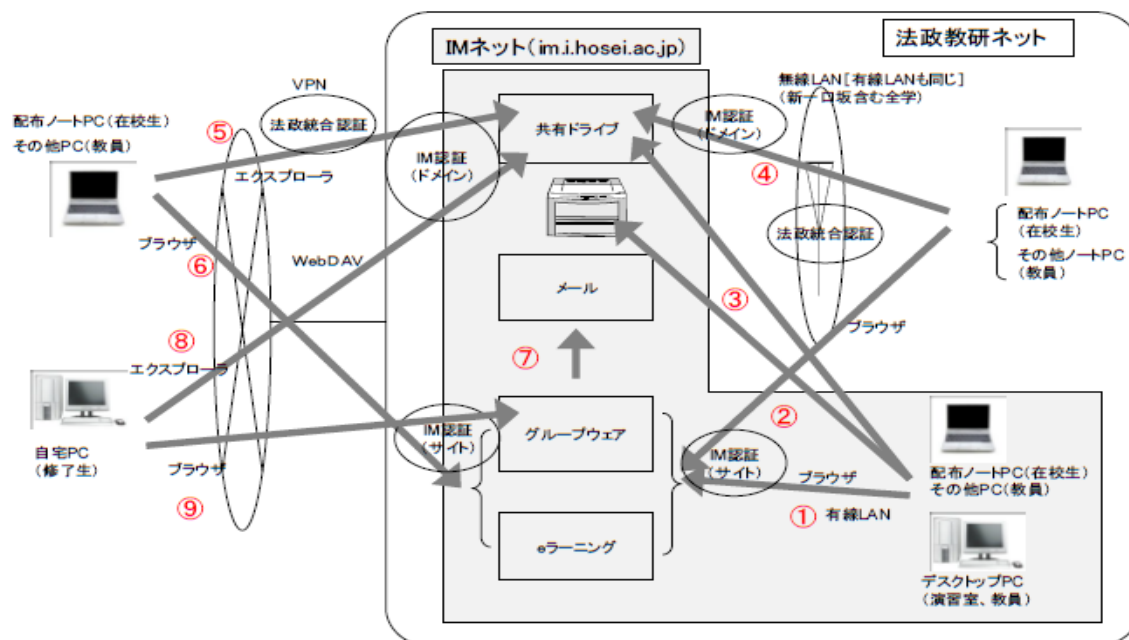 IMネット(im.i.hosei.ac.jp)
法政教研ネット
VPN
法政統合認証
配布ノートPC(在校生)
その他PC(教員)
⑤
エクスプローラ
IM認証
(ドメイン)
共有ドライブ
IM認証
(ドメイン)
無線LAN[有線LANも同じ]
(新一口坂含む全学)
④
法政統合認証
配布ノートPC
(在校生)
その他ノートPC
(教員)
ブラウザ
⑥
WebDAV
メール
③
ブラウザ
⑧
エクスプローラ
⑦
自宅PC
(修了生)
ブラウザ
⑨
IM認証
(サイト)
グループウェア
②
IM認証
(サイト)
ブラウザ
①
有線LAN
配布ノートPC(在校生)
その他PC(教員)
eラーニング
デスクトップPC
(演習室、教員)